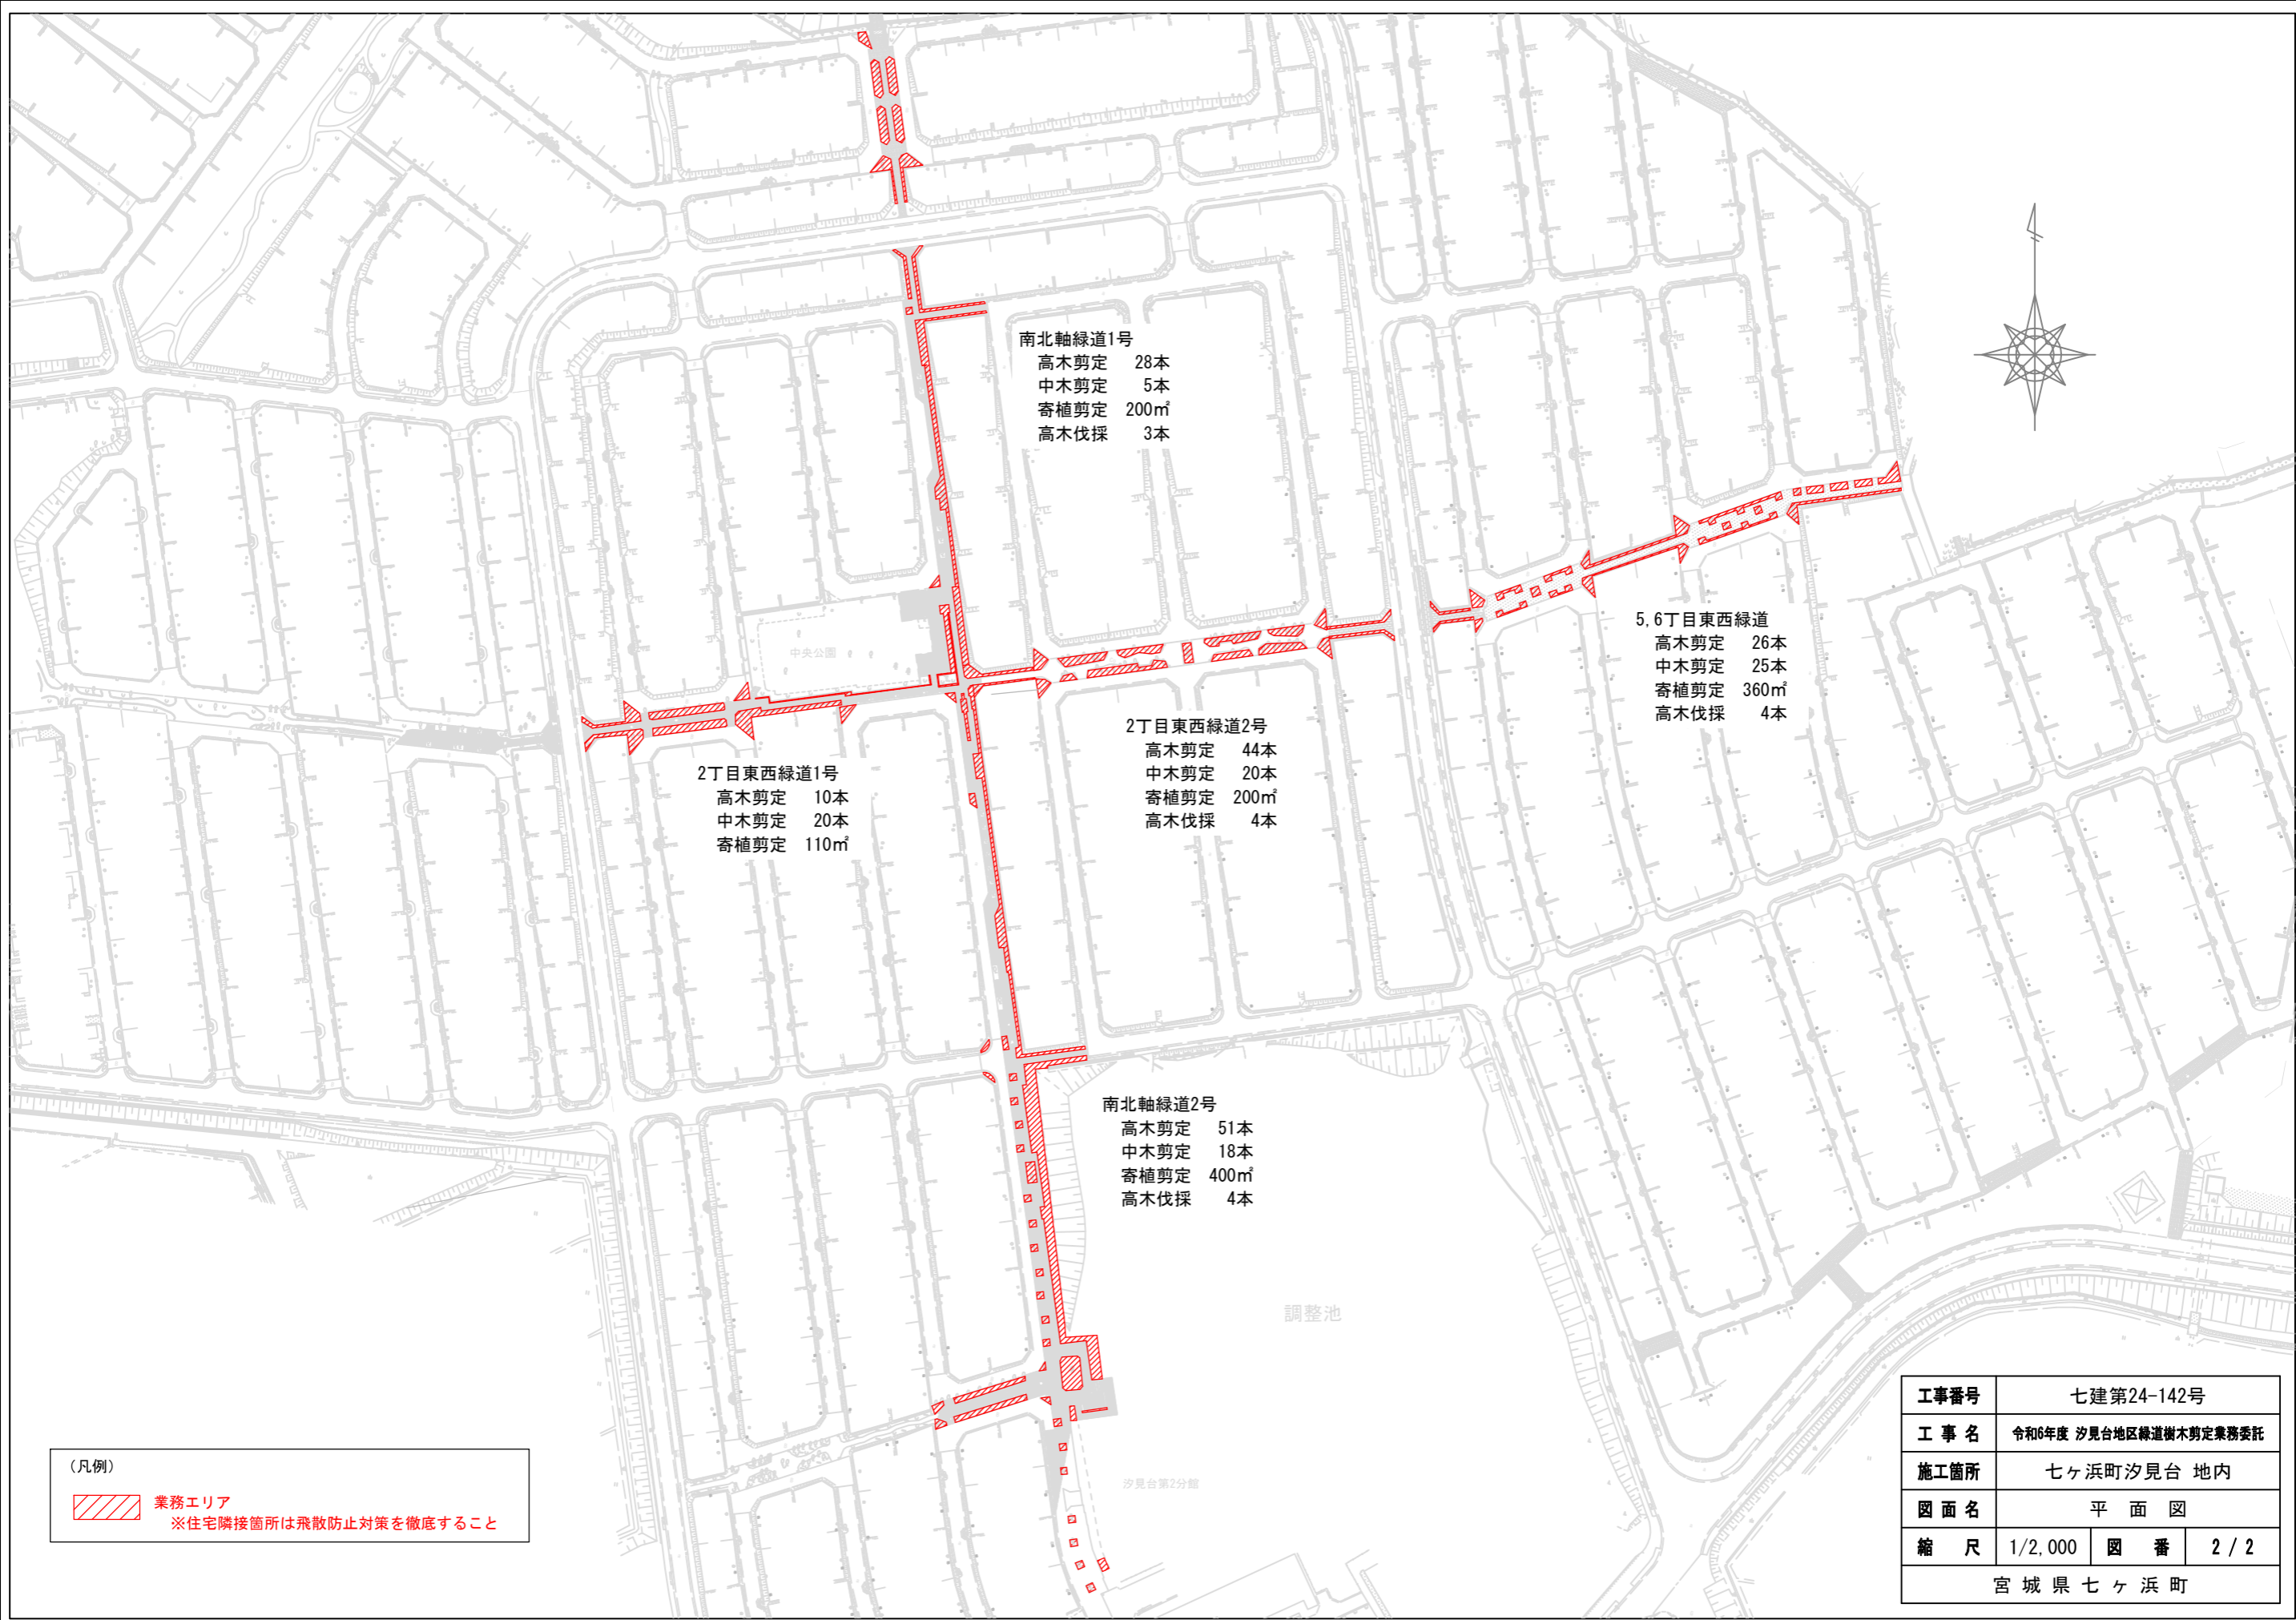 南北軸緑道1号
高木剪定 28本
中木剪定 5本
寄植剪定 200㎡
高木伐採 3本
5,6丁目東西緑道
高木剪定 26本
中木剪定 25本
寄植剪定 360㎡
高木伐採 4本
中央公園
2丁目東西緑道2号
高木剪定 44本
中木剪定 20本
寄植剪定 200㎡
高木伐採 4本
2丁目東西緑道1号
高木剪定 10本
中木剪定 20本
寄植剪定 110㎡
南北軸緑道2号
高木剪定 51本
中木剪定 18本
寄植剪定 400㎡
高木伐採 4本
調整池
汐見台第2分館
(凡例)
業務エリア
※住宅隣接箇所は飛散防止対策を徹底すること
工事番号 七建第24-142号
工事名 令和6年度 汐見台地区緑道樹木剪定業務委託
施工箇所 七ヶ浜町汐見台 地内
図面名 平面図
縮尺 1/2,000 図番 2/2
宮城県七ヶ浜町